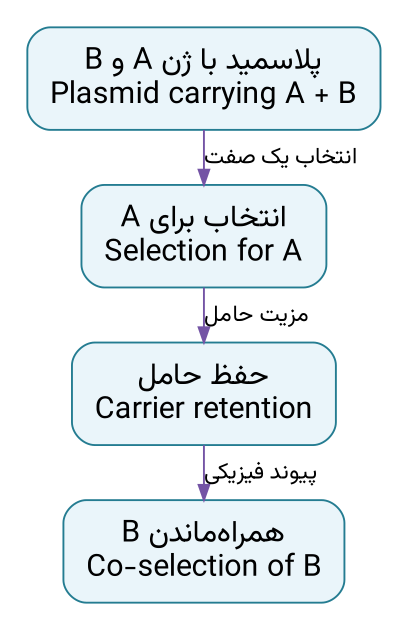 پلاسمید با ژن A و B
Plasmid carrying A + B
انتخاب یک صفت
انتخاب برای A
Selection for A
مزیت حامل
حفظ حامل
Carrier retention
پیوند فیزیکی
همراه‌ماندن B
Co-selection of B